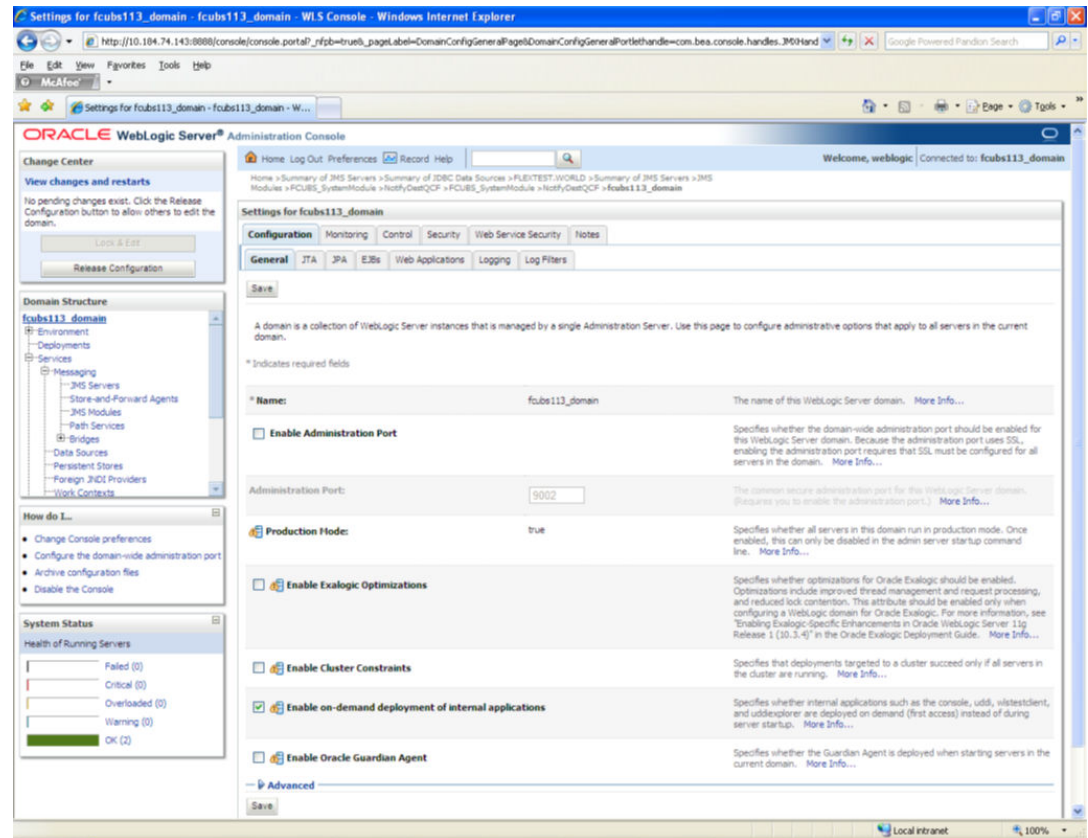 Settings for fcubs113_domain - fcubs113_domain - WLS Console - Windows Internet Explorer
http://10.184.74.143:8888/console/console.portal?_nfpb=true&_pageLabel=DomainConfigGeneralPage&DomainConfigGeneralPortlethandle=com.bea.console.handles.JMXHand
Google Powered Pandion Search
File Edit View Favorites Tools Help
McAfee
Settings for fcubs113_domain - fcubs113_domain - W...
Page Tools
ORACLE WebLogic Server® Administration Console
Change Center
View changes and restarts
No pending changes exist. Click the Release
Configuration button to allow others to edit the
domain.
Lock & Edit
Release Configuration
Domain Structure
fcubs113_domain
Environment
Deployments
Services
Messaging
JMS Servers
Store-and-Forward Agents
JMS Modules
Path Services
Bridges
Data Sources
Persistent Stores
Foreign JNDI Providers
Work Contexts
How do I...
Change Console preferences
Configure the domain-wide administration port
Archive configuration files
Disable the Console
System Status
Health of Running Servers
Failed (0)
Critical (0)
Overloaded (0)
Warning (0)
OK (2)
Home Log Out Preferences Record Help
Welcome, weblogic Connected to: fcubs113_domain
Home >Summary of JMS Servers >Summary of JDBC Data Sources >FLEXTEST.WORLD >Summary of JMS Servers >JMS
Modules >FCUBS_SystemModule >NotifyDestQCF >FCUBS_SystemModule >NotifyDestQCF >fcubs113_domain
Settings for fcubs113_domain
Configuration Monitoring Control Security Web Service Security Notes
General JTA JPA EJBs Web Applications Logging Log Filters
Save
A domain is a collection of WebLogic Server instances that is managed by a single Administration Server. Use this page to configure administrative options that apply to all servers in the current
domain.
* Indicates required fields
* Name: fcubs113_domain The name of this WebLogic Server domain. More Info...
Enable Administration Port
Specifies whether the domain-wide administration port should be enabled for
this WebLogic Server domain. Because the administration port uses SSL,
enabling the administration port requires that SSL must be configured for all
servers in the domain. More Info...
Administration Port: 9002
The common secure administration port for this WebLogic Server domain.
(Requires you to enable the administration port.) More Info...
Production Mode: true
Specifies whether all servers in this domain run in production mode. Once
enabled, this can only be disabled in the admin server startup command
line. More Info...
Enable Exalogic Optimizations
Specifies whether optimizations for Oracle Exalogic should be enabled.
Optimizations include improved thread management and request processing,
and reduced lock contention. This attribute should be enabled only when
configuring a WebLogic domain for Oracle Exalogic. For more information, see
"Enabling Exalogic-Specific Enhancements in Oracle WebLogic Server 11g
Release 1 (10.3.4)" in the Oracle Exalogic Deployment Guide. More Info...
Enable Cluster Constraints
Specifies that deployments targeted to a cluster succeed only if all servers in
the cluster are running. More Info...
Enable on-demand deployment of internal applications
Specifies whether internal applications such as the console, uddi, wlstestclient,
and uddiexplorer are deployed on demand (first access) instead of during
server startup. More Info...
Enable Oracle Guardian Agent
Specifies whether the Guardian Agent is deployed when starting servers in the
current domain. More Info...
Advanced
Save
Local intranet 100%